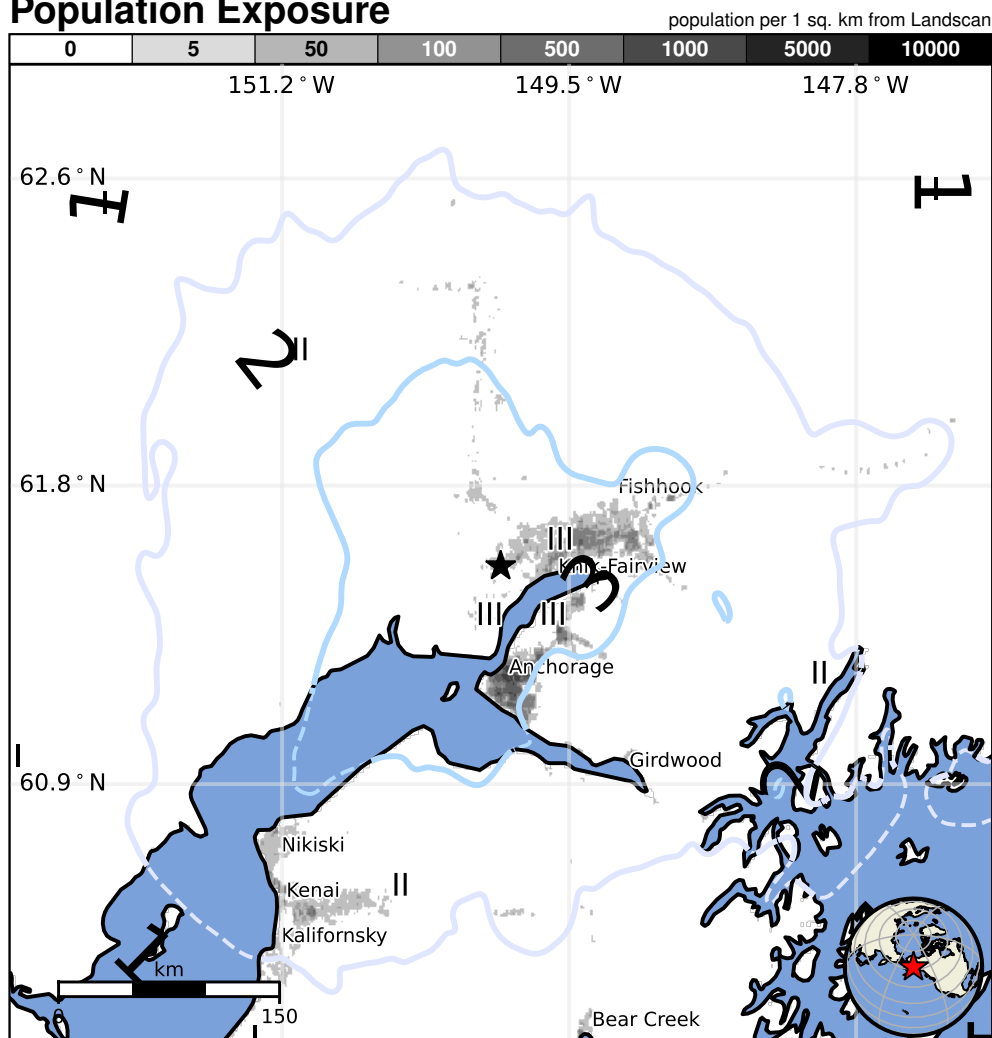 Population Exposure
population per 1 sq. km from Landscan
0 5 50 100 500 1000 5000 10000
151.2°W 149.5°W 147.8°W
62.6°N
1 1
2 II
61.8°N
Fishhook
III
Knik-Fairview
3
III III
Anchorage
II
I
Girdwood
60.9°N
2
Nikiski
Kenai
II
Kalifornsky
1
km
0 150
Bear Creek